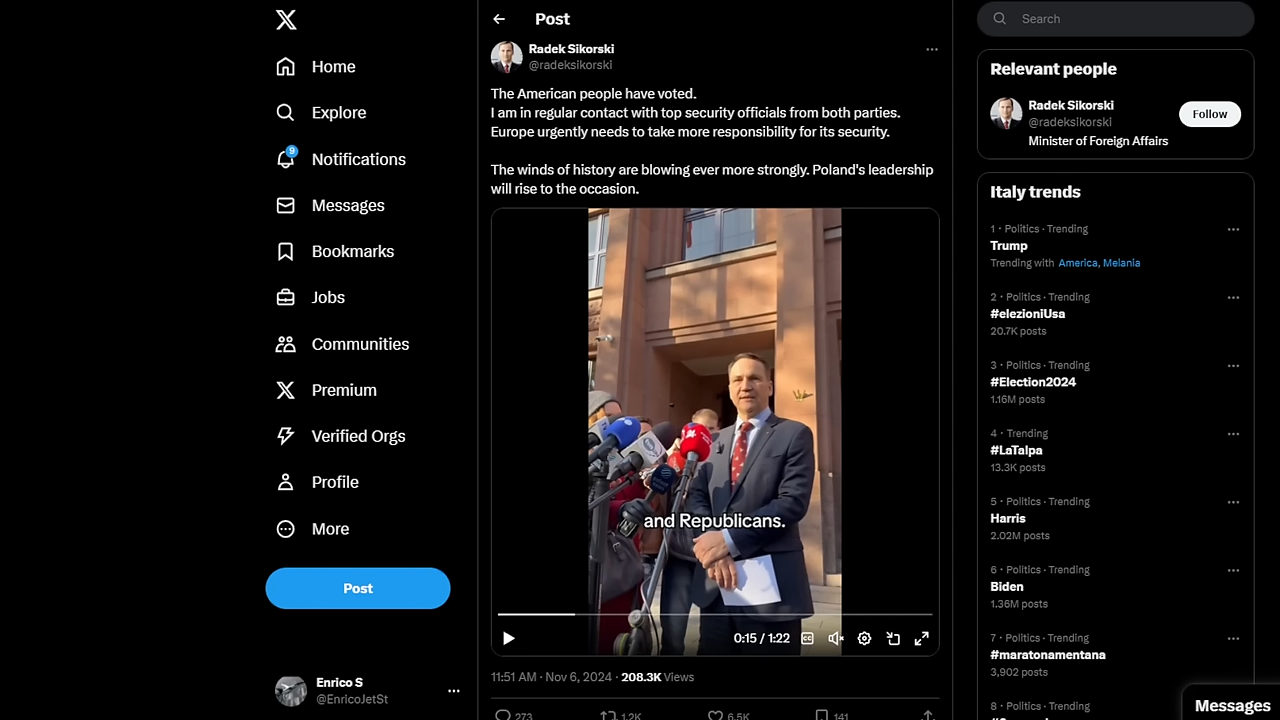 Home
Explore
9
Notifications
Messages
Bookmarks
Jobs
Communities
Premium
Verified Orgs
Profile
More
Post
Enrico S
@EnricoJetSt
Post
Radek Sikorski
@radeksikorski
The American people have voted.
I am in regular contact with top security officials from both parties.
Europe urgently needs to take more responsibility for its security.
The winds of history are blowing ever more strongly. Poland's leadership
will rise to the occasion.
and Republicans.
0:15 / 1:22
CC
11:51 AM · Nov 6, 2024 · 208.3K Views
273
1.2K
6.5K
141
Search
Relevant people
Radek Sikorski
@radeksikorski
Follow
Minister of Foreign Affairs
Italy trends
1 · Politics · Trending
Trump
Trending with America, Melania
2 · Politics · Trending
#elezioniUsa
20.7K posts
3 · Politics · Trending
#Election2024
1.16M posts
4 · Trending
#LaTalpa
13.3K posts
5 · Politics · Trending
Harris
2.02M posts
6 · Politics · Trending
Biden
1.36M posts
7 · Politics · Trending
#maratonamentana
3,902 posts
8 · Politics · Trending
Messages